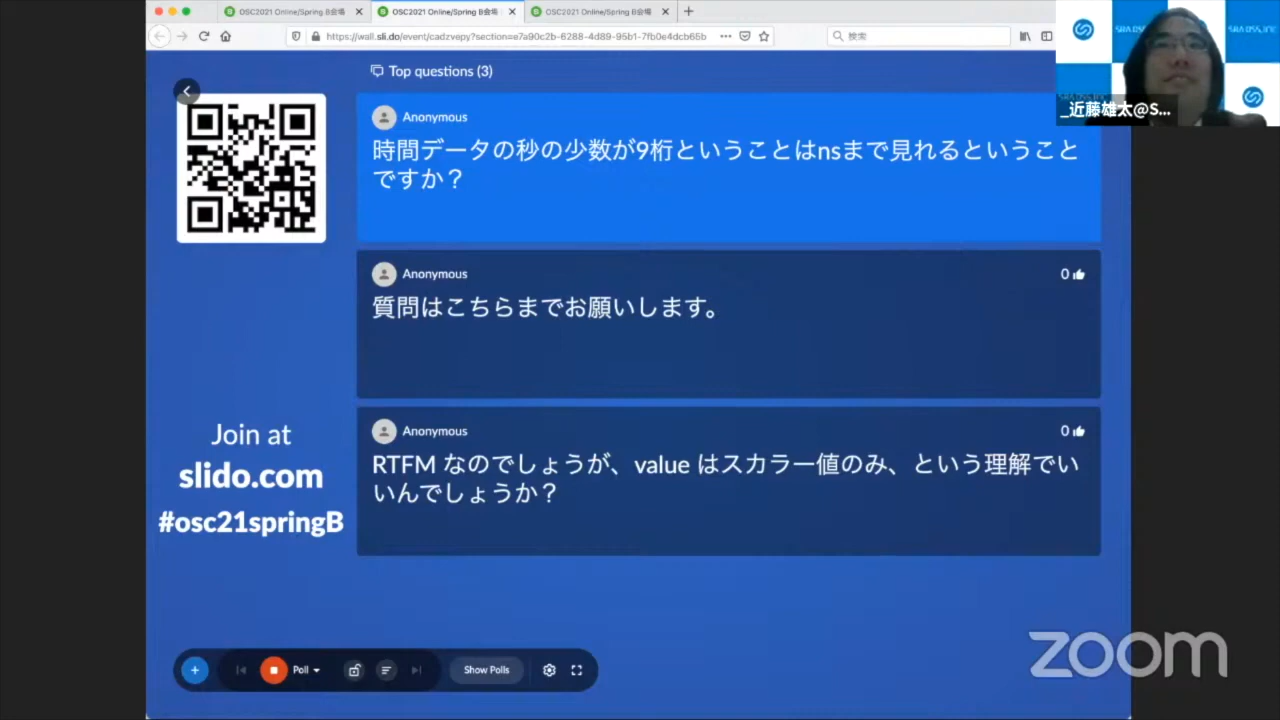 OSC2021 Online/Spring B会場
OSC2021 Online/Spring B会場
OSC2021 Online/Spring B会場
https://wall.sli.do/event/cadzvepy?section=e7a90c2b-6288-4d89-95b1-7fb0e4dcb65b
検索
_近藤雄太@S...
Top questions (3)
Anonymous
時間データの秒の少数が9桁ということはnsまで見れるということ
ですか？
Anonymous
0
質問はこちらまでお願いします。
Anonymous
0
RTFM なのでしょうが、value はスカラー値のみ、という理解でい
いんでしょうか？
Join at
slido.com
#osc21springB
Poll
Show Polls
zoom